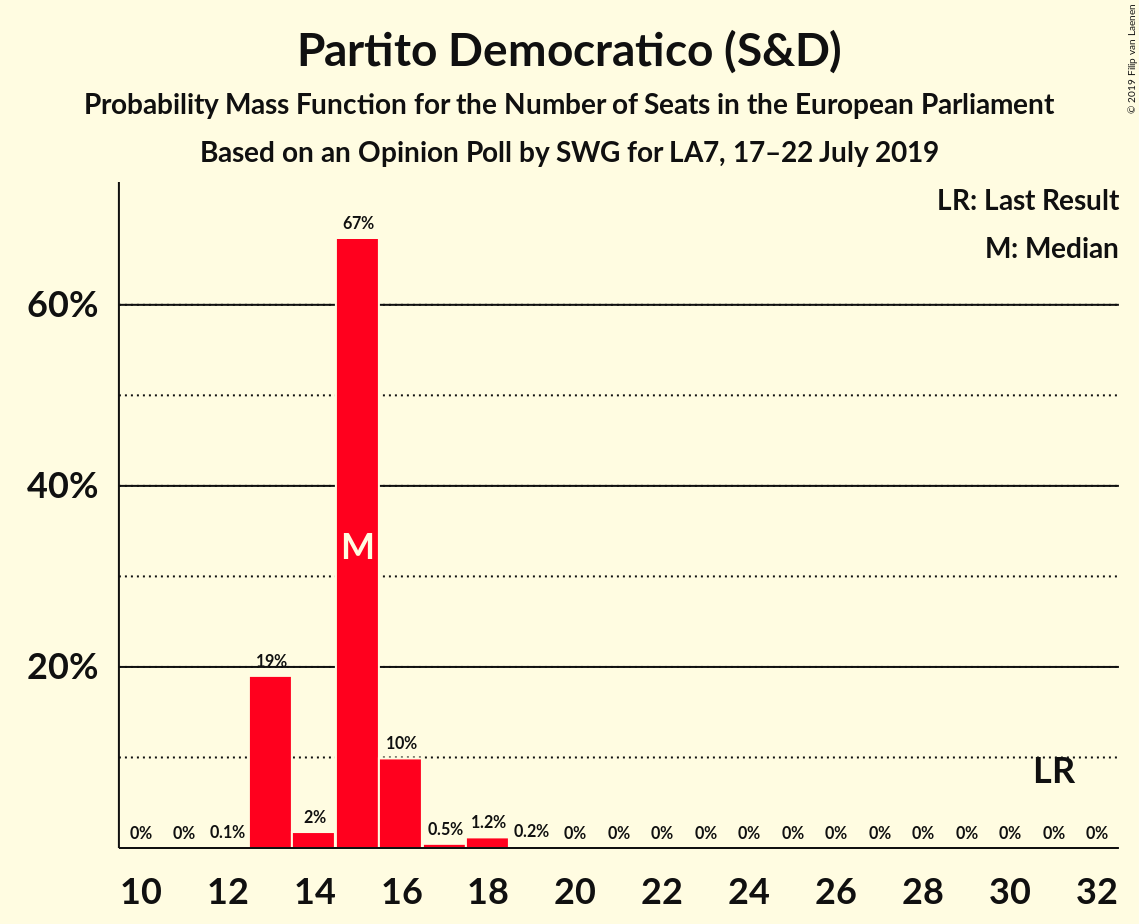 © 2019 Filip van Laenen
Partito Democratico (S&D)
Probability Mass Function for the Number of Seats in the European Parliament
Based on an Opinion Poll by SWG for LA7, 17–22 July 2019
LR: Last Result
M: Median
67%
60%
M
40%
20%
19%
10%
LR
0% 0% 0.1% 2% 0.5% 1.2% 0.2% 0% 0% 0% 0% 0% 0% 0% 0% 0% 0% 0% 0% 0%
10 12 14 16 18 20 22 24 26 28 30 32